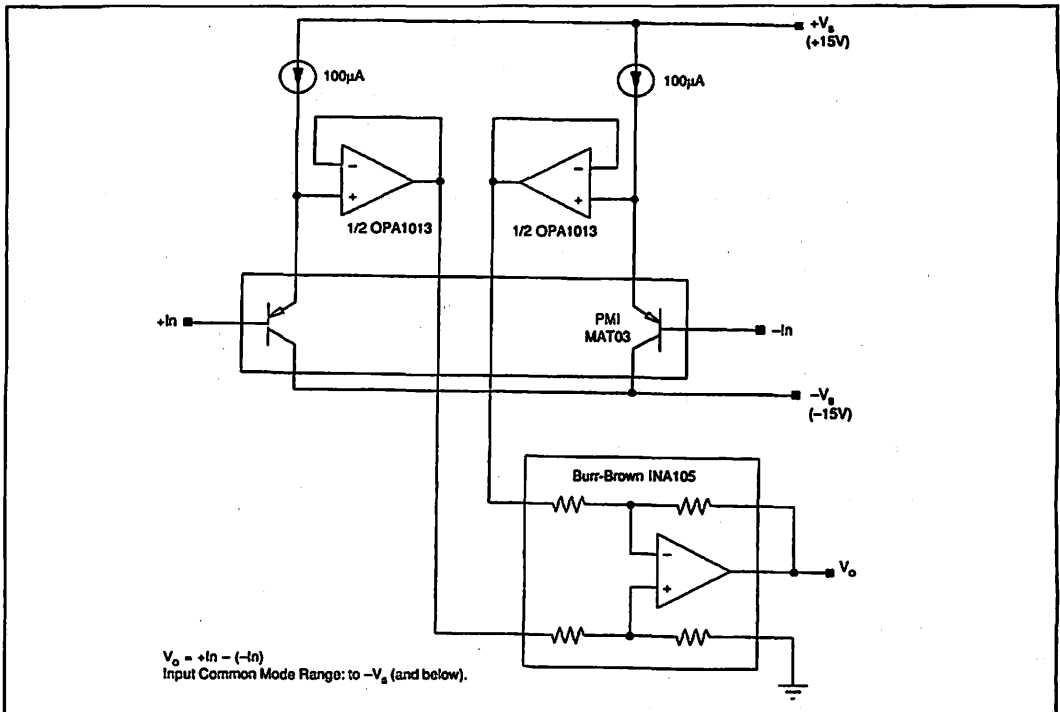 +Vs
(+15V)
100μA
100μA
−
+
−
+
1/2 OPA1013
1/2 OPA1013
+In
PMI
MAT03
–In
–Vs
(–15V)
Burr-Brown INA105
−
+
Vo
Vo = +In – (–In)
Input Common Mode Range: to –Vs (and below).